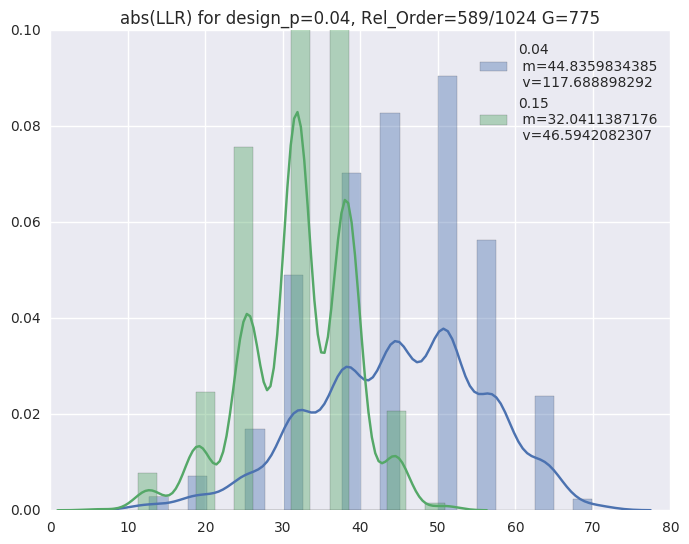 abs(LLR) for design_p=0.04, Rel_Order=589/1024 G=775
0.04
m=44.8359834385
v=117.688898292
0.15
m=32.0411387176
v=46.5942082307
0.10
0.08
0.06
0.04
0.02
0.00
0 10 20 30 40 50 60 70 80